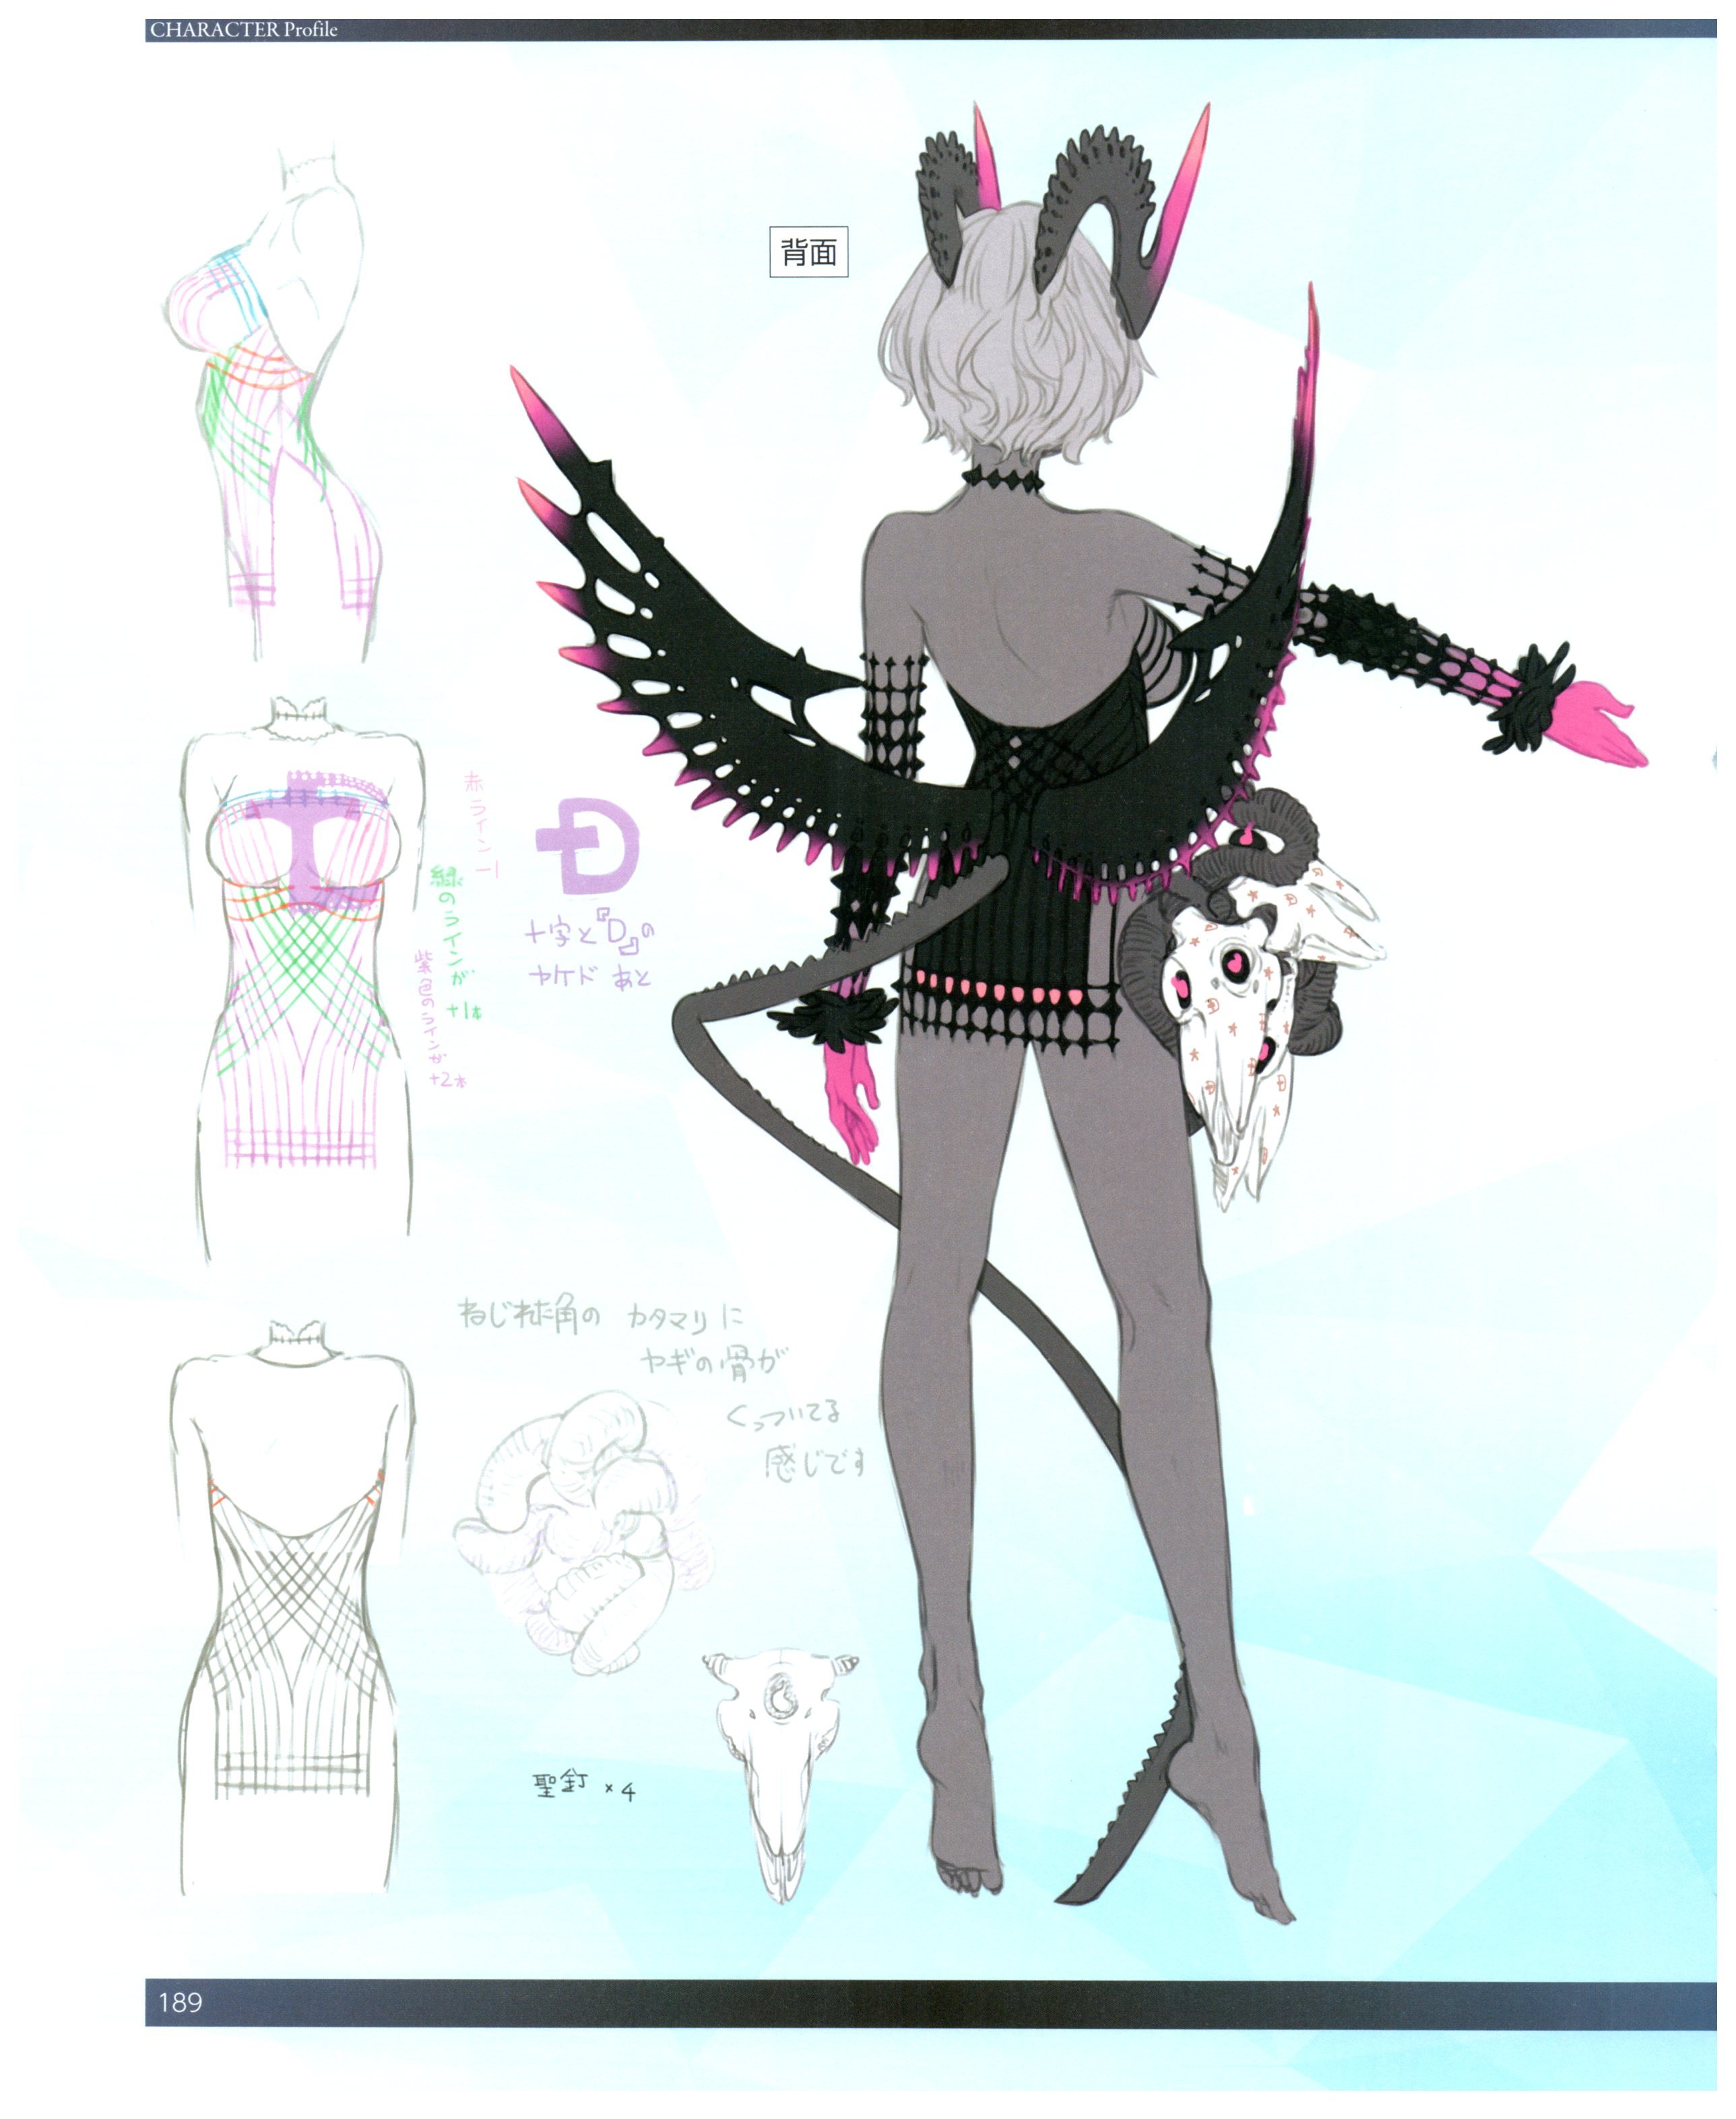 CHARACTER Profile
背面
赤ライン-1
緑のラインが
+1本
紫色のラインが
+2本
十字と『D』の
ヤケド あと
ねじれた角の カタマリに
ヤギの骨が
くっついてる
感じです
聖釘 × 4
189